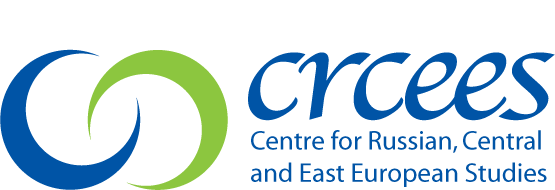 crcees
Centre for Russian, Central
and East European Studies